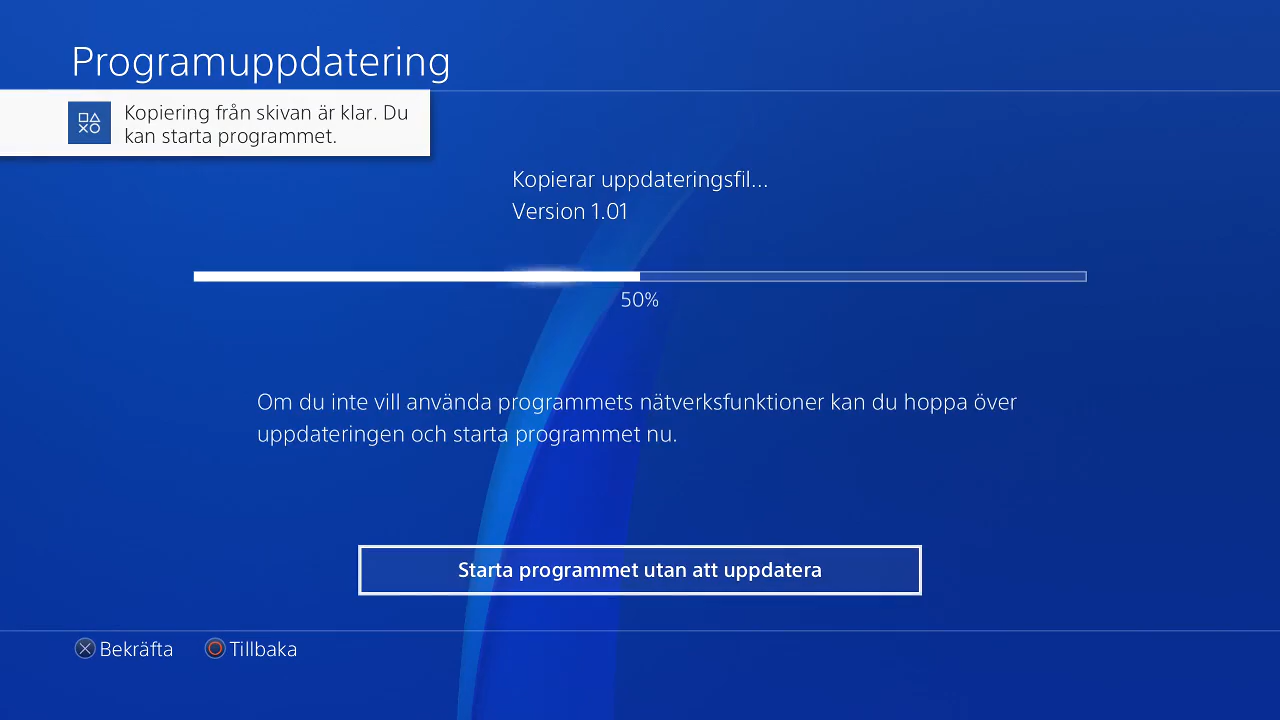 Programuppdatering
Kopiering från skivan är klar. Du
kan starta programmet.
Kopierar uppdateringsfil...
Version 1.01
50%
Om du inte vill använda programmets nätverksfunktioner kan du hoppa över
uppdateringen och starta programmet nu.
Starta programmet utan att uppdatera
Bekräfta Tillbaka